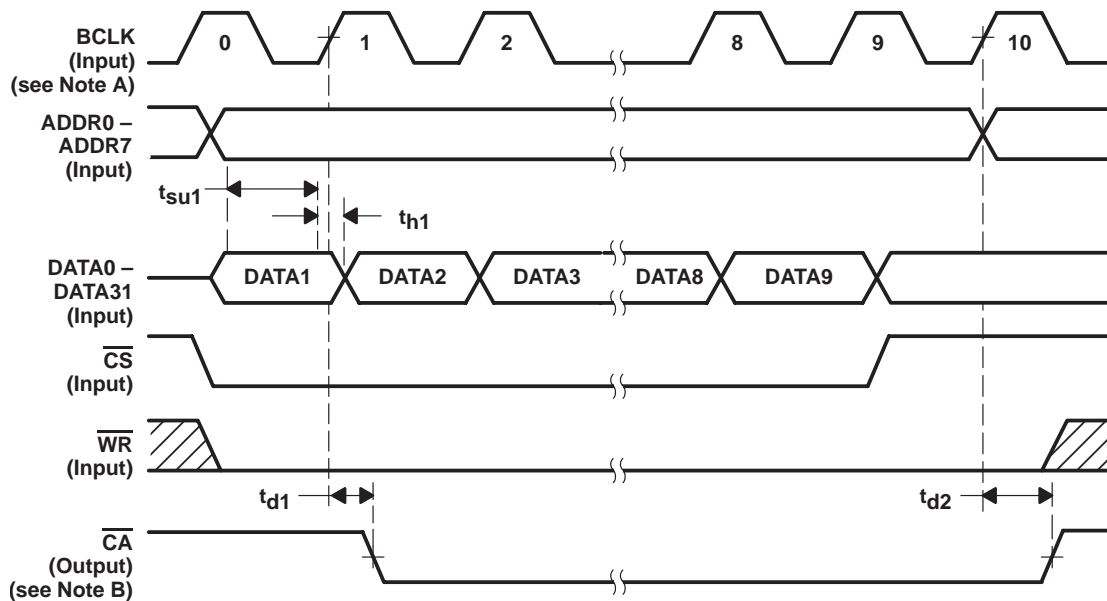 BCLK
(Input)
(see Note A)
0 1 2 8 9 10
ADDR0 –
ADDR7
(Input)
tsu1
th1
DATA0 –
DATA31
(Input)
DATA1 DATA2 DATA3 DATA8 DATA9
CS
(Input)
WR
(Input)
td1 td2
CA
(Output)
(see Note B)